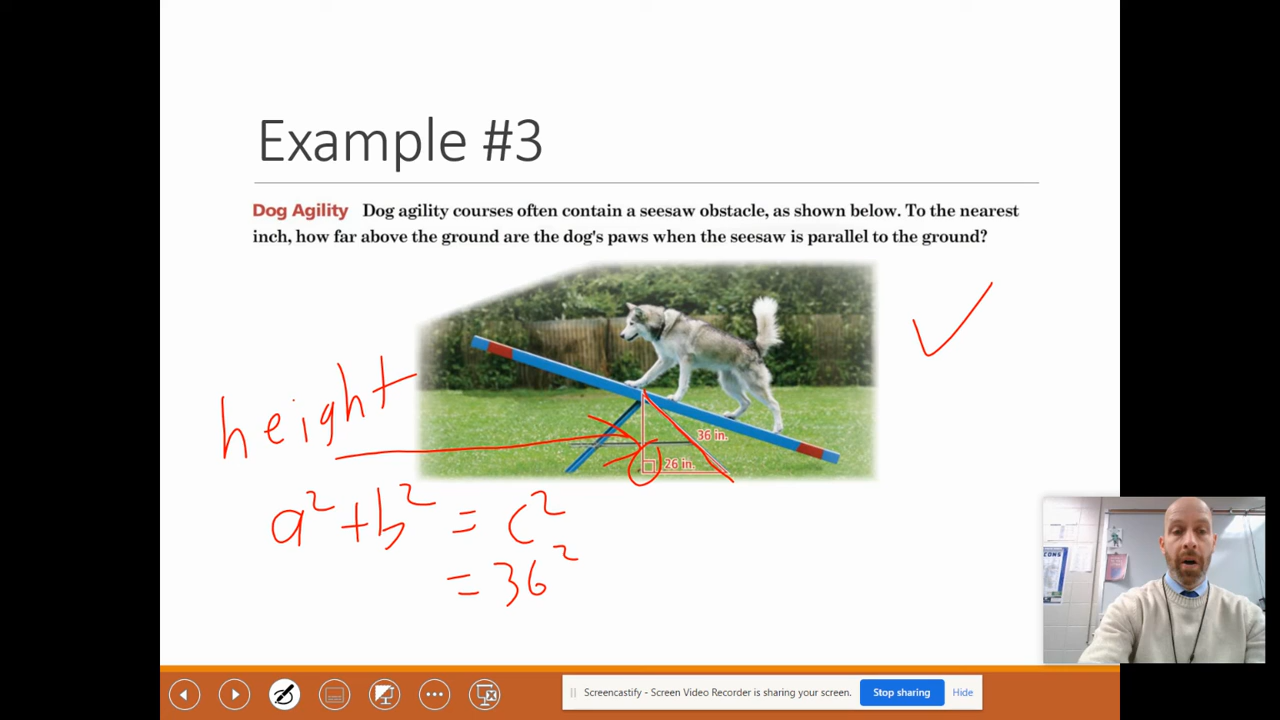 Example #3
Dog Agility Dog agility courses often contain a seesaw obstacle, as shown below. To the nearest
inch, how far above the ground are the dog's paws when the seesaw is parallel to the ground?
height
36 in.
26 in.
a² + b² = c²
= 36²
Screencastify - Screen Video Recorder is sharing your screen.
Stop sharing
Hide